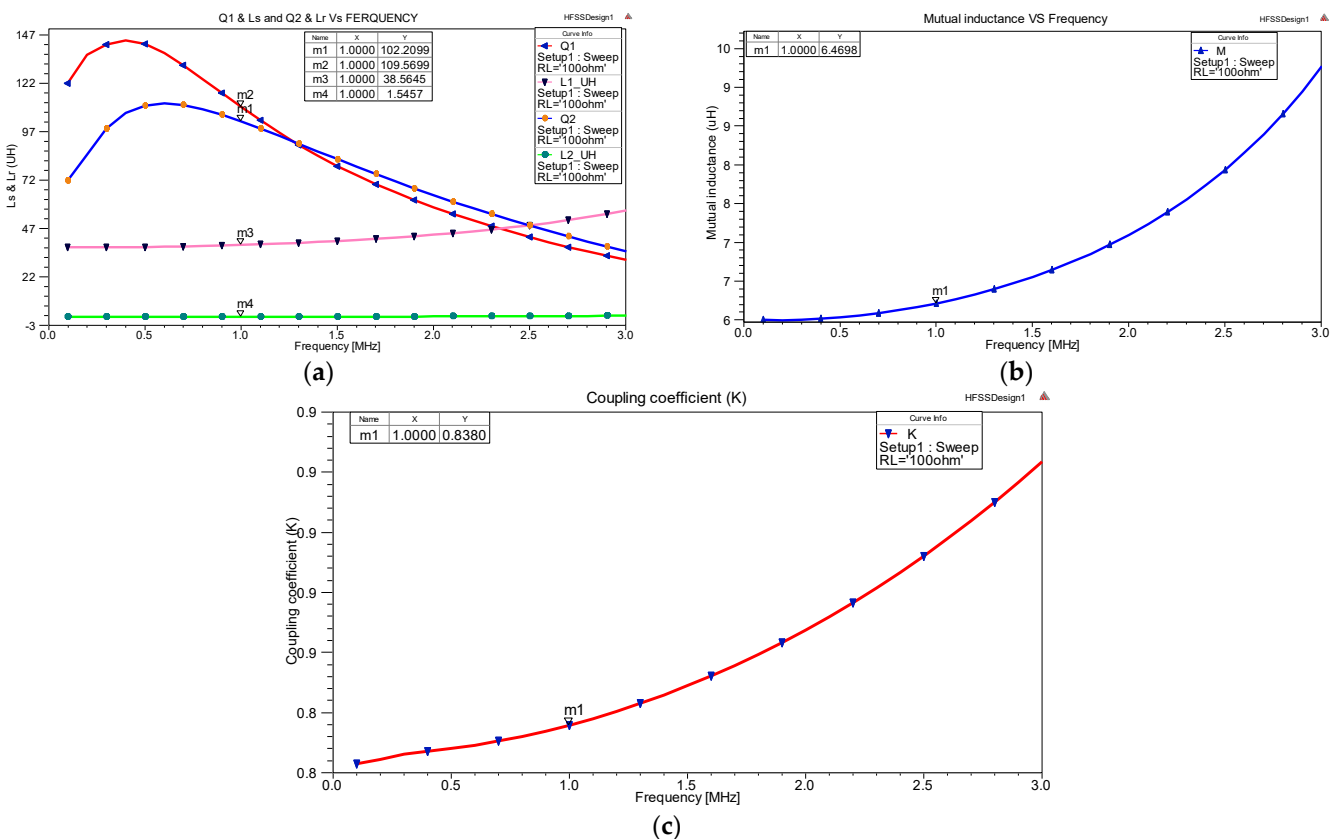 Q1 & Ls and Q2 & Lr Vs FERQUENCY
HFSSDesign1
Name X Y
m1 1.0000 102.2099
m2 1.0000 109.5699
m3 1.0000 38.5645
m4 1.0000 1.5457
Curve Info
Q1
Setup1 : Sweep
RL='100ohm'
L1_UH
Setup1 : Sweep
RL='100ohm'
Q2
Setup1 : Sweep
RL='100ohm'
L2_UH
Setup1 : Sweep
RL='100ohm'
Ls & Lr (UH)
147
122
97
72
47
22
-3
m2
m1
m3
m4
0.0 0.5 1.0 1.5 2.0 2.5 3.0
Frequency [MHz]
(a)
Mutual inductance VS Frequency
HFSSDesign1
Name X Y
m1 1.0000 6.4698
Curve Info
M
Setup1 : Sweep
RL='100ohm'
Mutual inductance (uH)
10
9
9
8
8
7
7
6
m1
0.0 0.5 1.0 1.5 2.0 2.5 3.0
Frequency [MHz]
(b)
Coupling coefficient (K)
HFSSDesign1
Name X Y
m1 1.0000 0.8380
Curve Info
K
Setup1 : Sweep
RL='100ohm'
Coupling coefficient (K)
0.9
0.9
0.9
0.9
0.9
0.8
0.8
m1
0.0 0.5 1.0 1.5 2.0 2.5 3.0
Frequency [MHz]
(c)